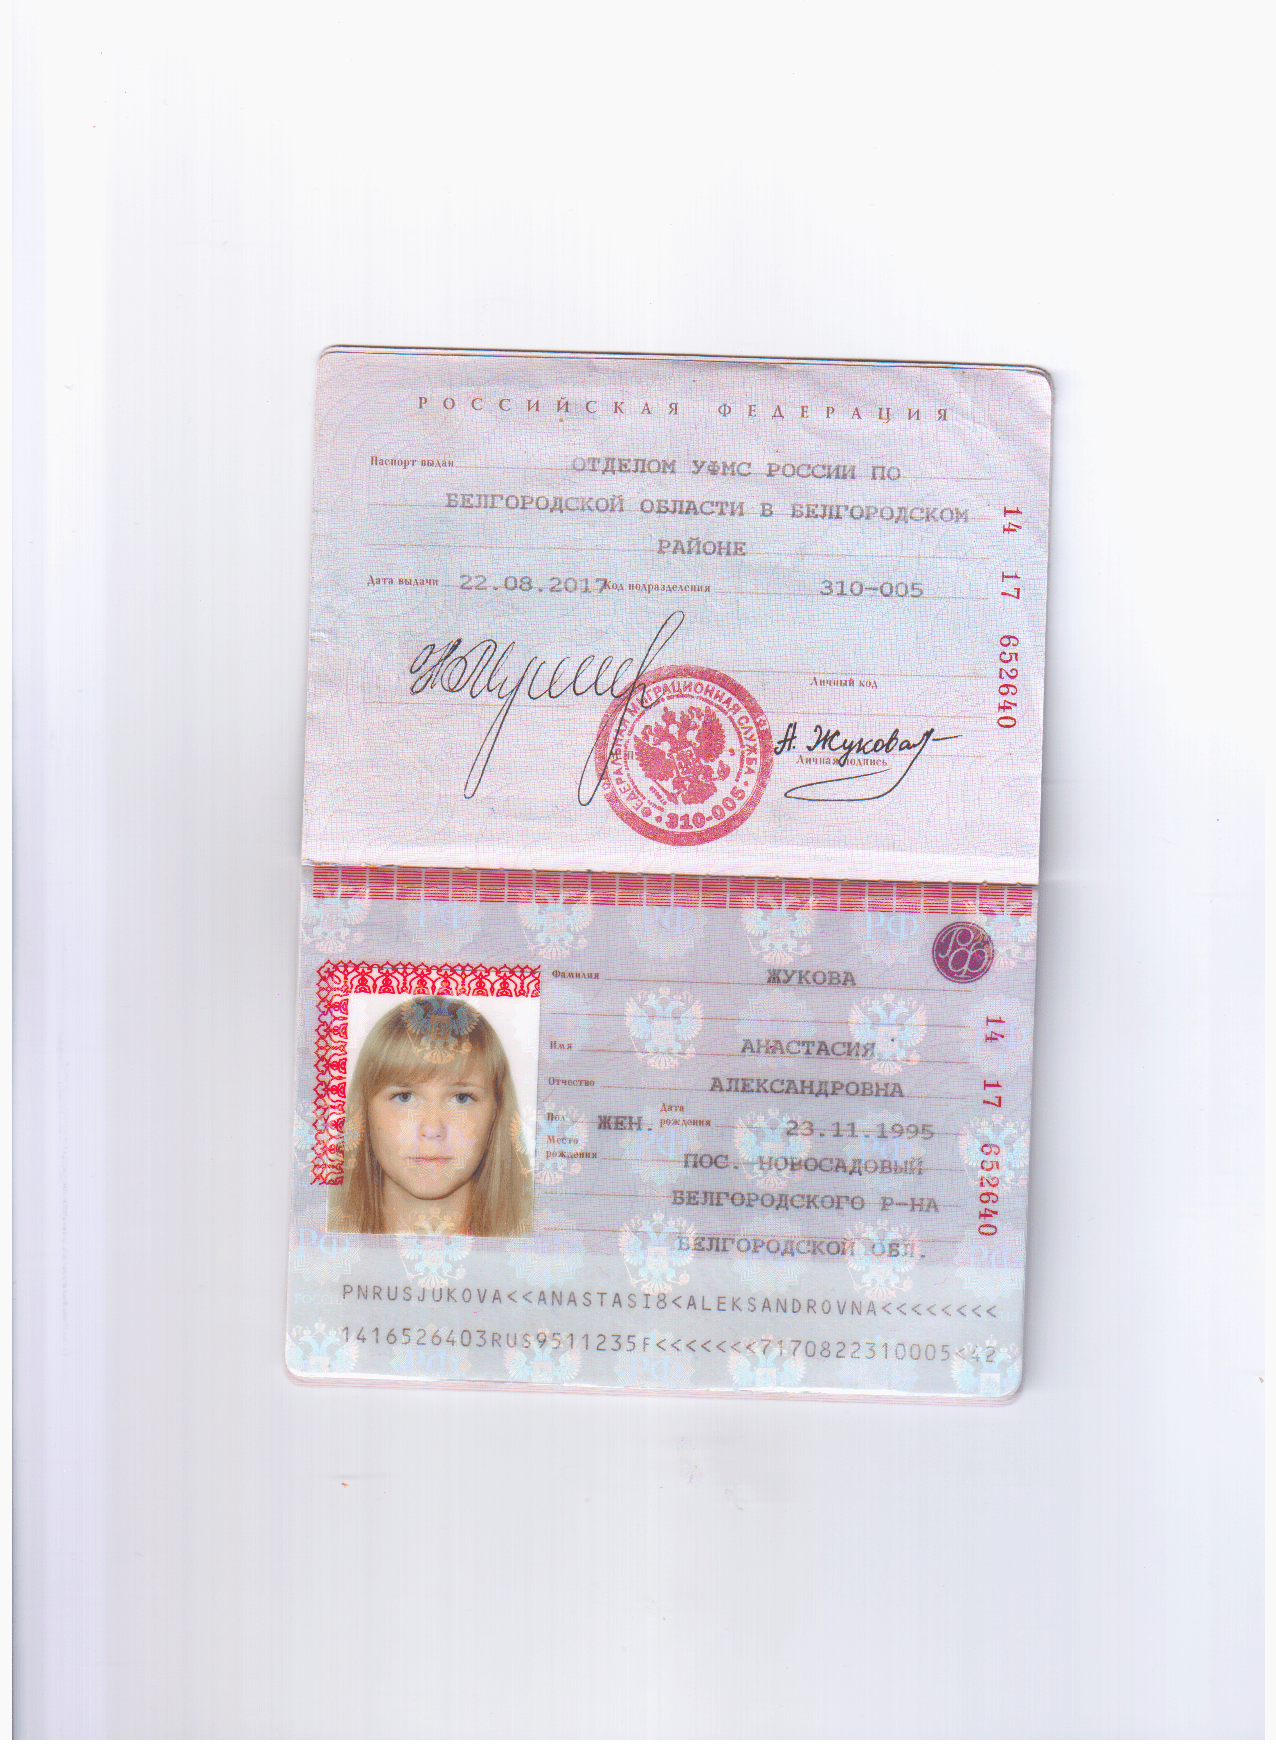 РОССИЙСКАЯ ФЕДЕРАЦИЯ
Паспорт выдан ОТДЕЛОМ УФМС РОССИИ ПО
БЕЛГОРОДСКОЙ ОБЛАСТИ В БЕЛГОРОДСКОМ
РАЙОНЕ
Дата выдачи 22.08.2017 Код подразделения 310-005
14 17 652640
Личный код
ФЕДЕРАЛЬНАЯ МИГРАЦИОННАЯ СЛУЖБА
310-005
А. Жукова
Личная подпись
РФ
Фамилия ЖУКОВА
Имя АНАСТАСИЯ
Отчество АЛЕКСАНДРОВНА
Пол ЖЕН. Дата рождения 23.11.1995
Место рождения ПОС. НОВОСАДОВЫЙ
БЕЛГОРОДСКОГО Р-НА
БЕЛГОРОДСКОЙ ОБЛ.
14 17 652640
PNRUSJUKOVA<<ANASTASI8<ALEKSANDROVNA<<<<<<<<
1416526403RUS9511235F<<<<<<<7170822310005<42